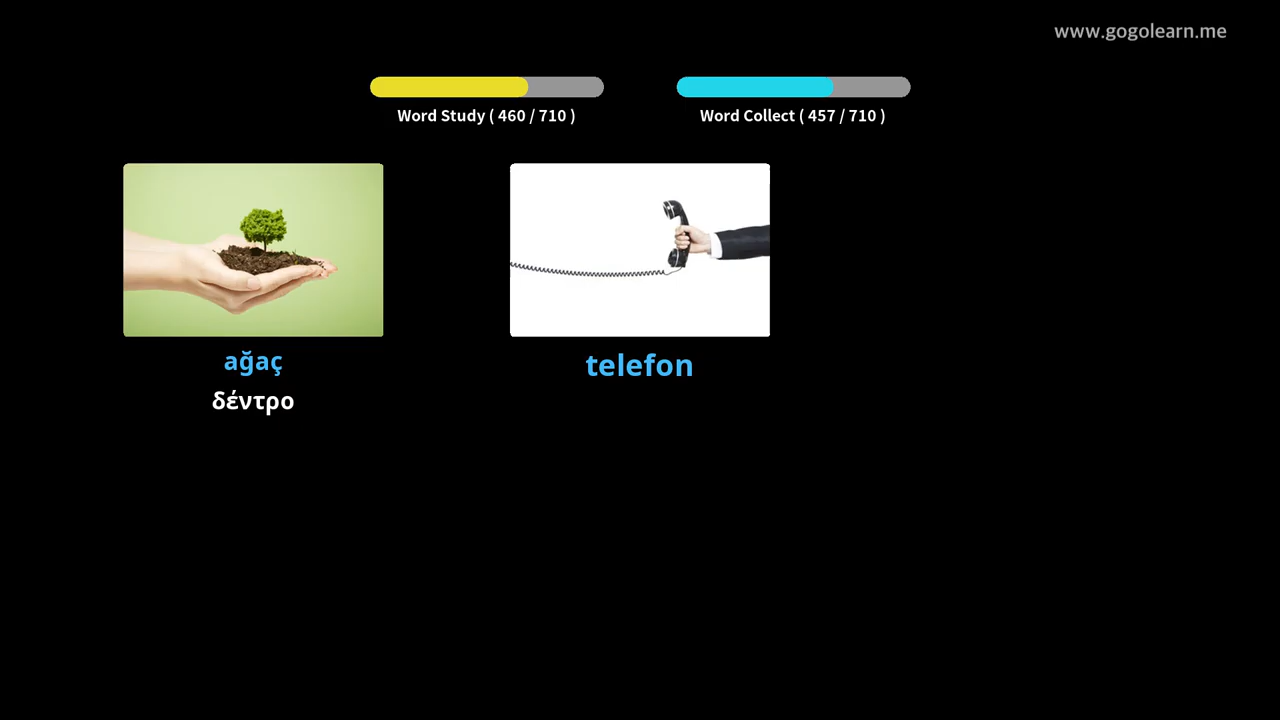 www.gogolearn.me
Word Study ( 460 / 710 )
Word Collect ( 457 / 710 )
ağaç
telefon
δέντρο